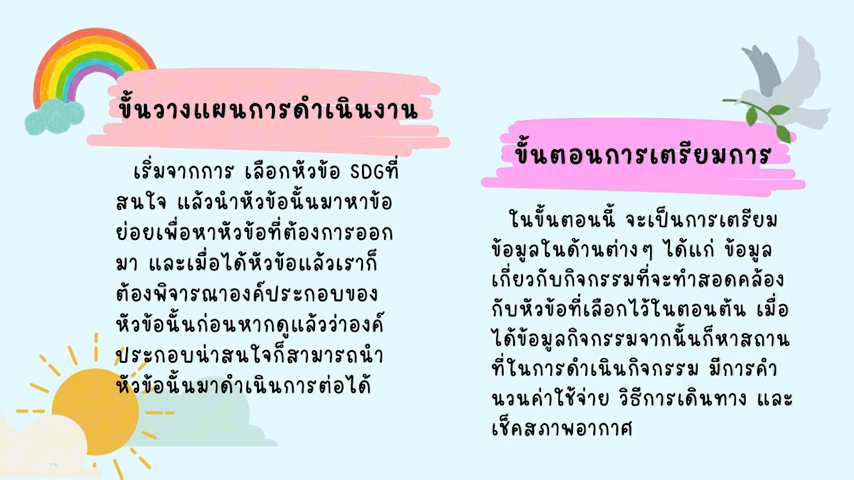 ขั้นวางแผนการดำเนินงาน
เริ่มจากการ เลือกหัวข้อ SDGที่
สนใจ แล้วนำหัวข้อนั้นมาหาข้อ
ย่อยเพื่อหาหัวข้อที่ต้องการออก
มา และเมื่อได้หัวข้อแล้วเราก็
ต้องพิจารณาองค์ประกอบของ
หัวข้อนั้นก่อนหากดูแล้วว่าองค์
ประกอบน่าสนใจก็สามารถนำ
หัวข้อนั้นมาดำเนินการต่อได้
ขั้นตอนการเตรียมการ
ในขั้นตอนนี้ จะเป็นการเตรียม
ข้อมูลในด้านต่างๆ ได้แก่ ข้อมูล
เกี่ยวกับกิจกรรมที่จะทำสอดคล้อง
กับหัวข้อที่เลือกไว้ในตอนต้น เมื่อ
ได้ข้อมูลกิจกรรมจากนั้นก็หาสถาน
ที่ในการดำเนินกิจกรรม มีการคำ
นวนค่าใช้จ่าย วิธีการเดินทาง และ
เช็คสภาพอากาศ